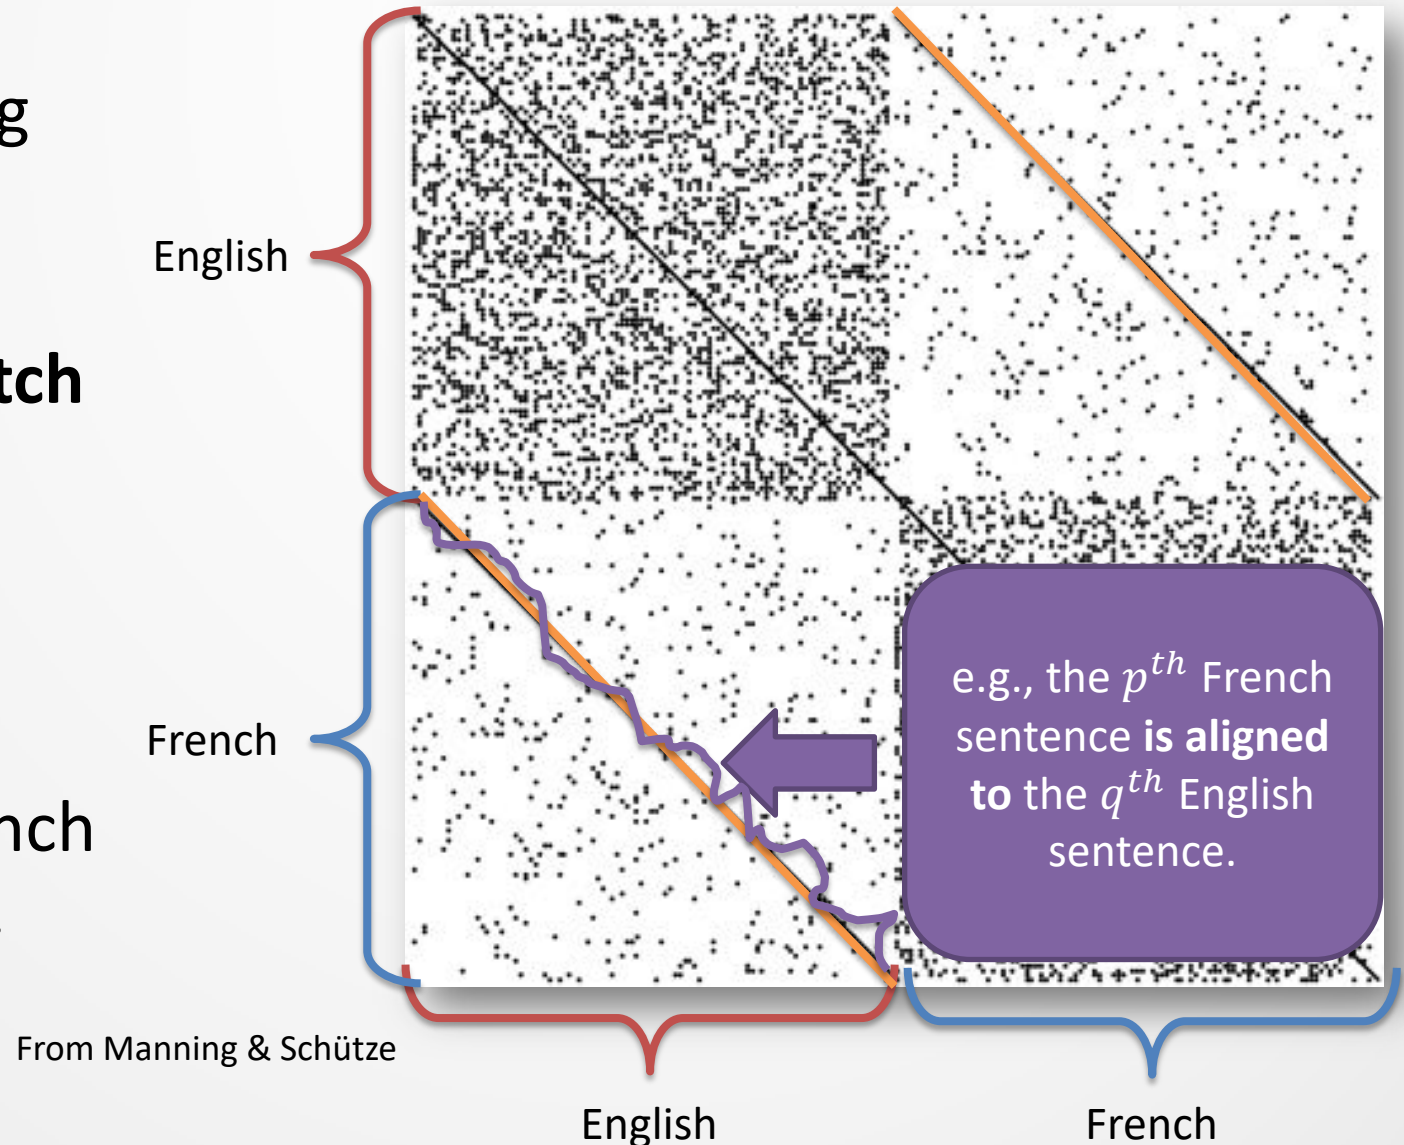 g
English
tch
e.g., the pᵗʰ French
sentence is aligned
to the qᵗʰ English
sentence.
French
nch
From Manning & Schütze
English
French